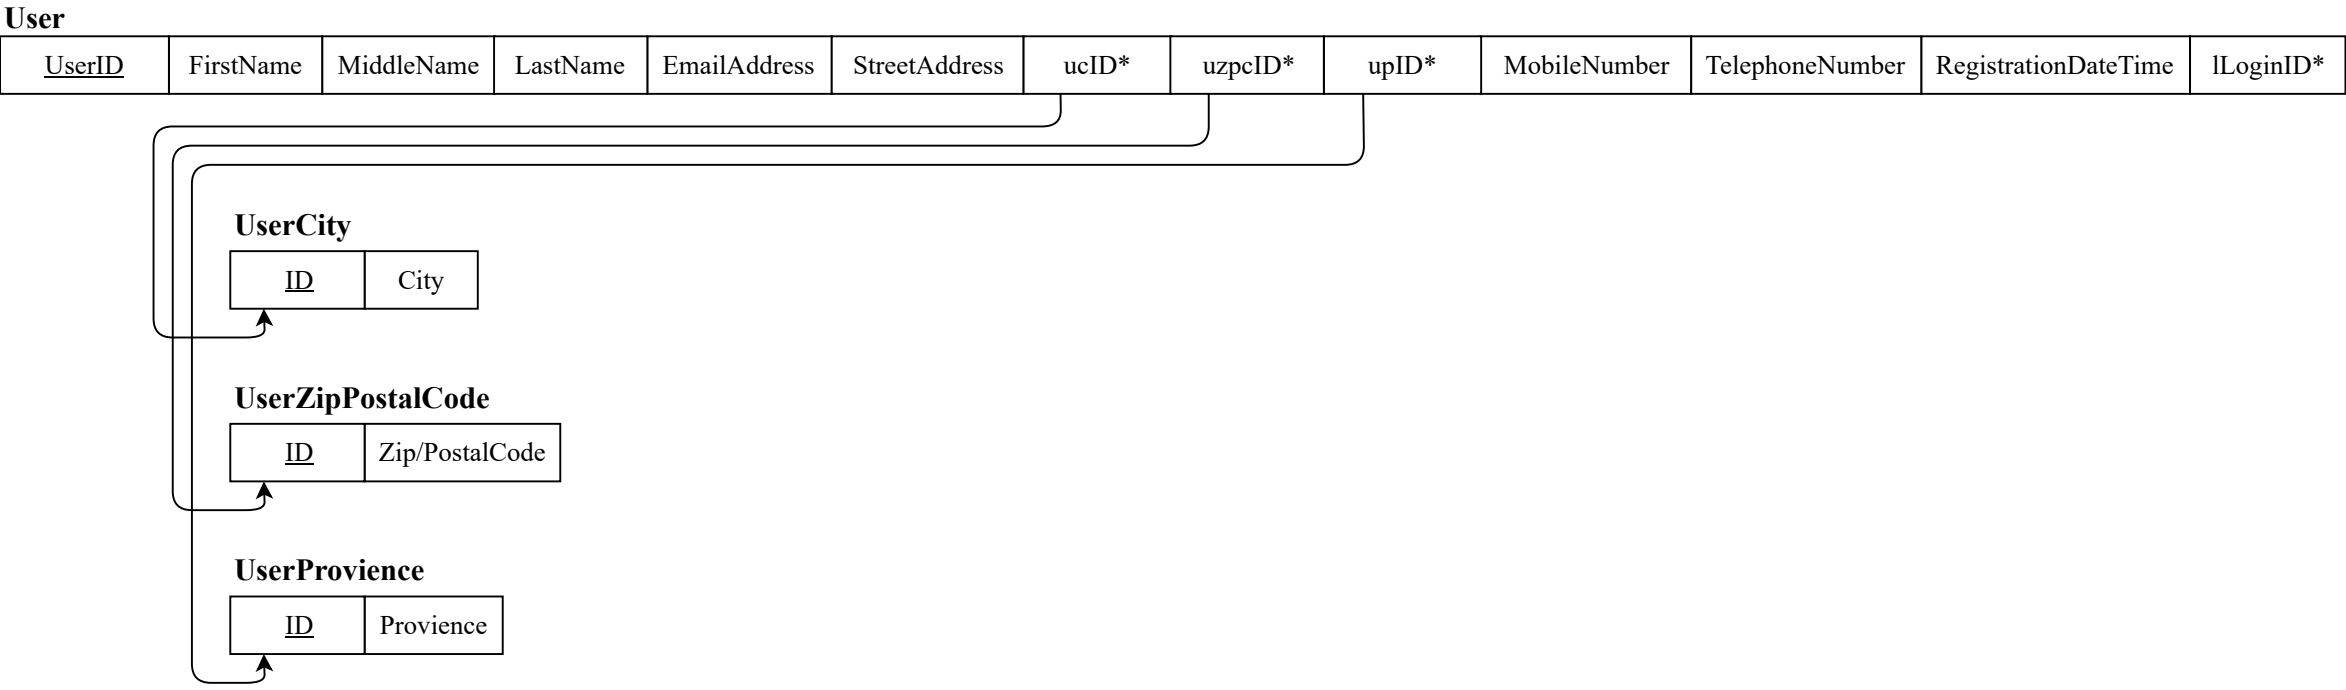 User
UserID FirstName MiddleName LastName EmailAddress StreetAddress ucID* uzpcID* upID* MobileNumber TelephoneNumber RegistrationDateTime lLoginID*
UserCity
ID City
UserZipPostalCode
ID Zip/PostalCode
UserProvience
ID Provience